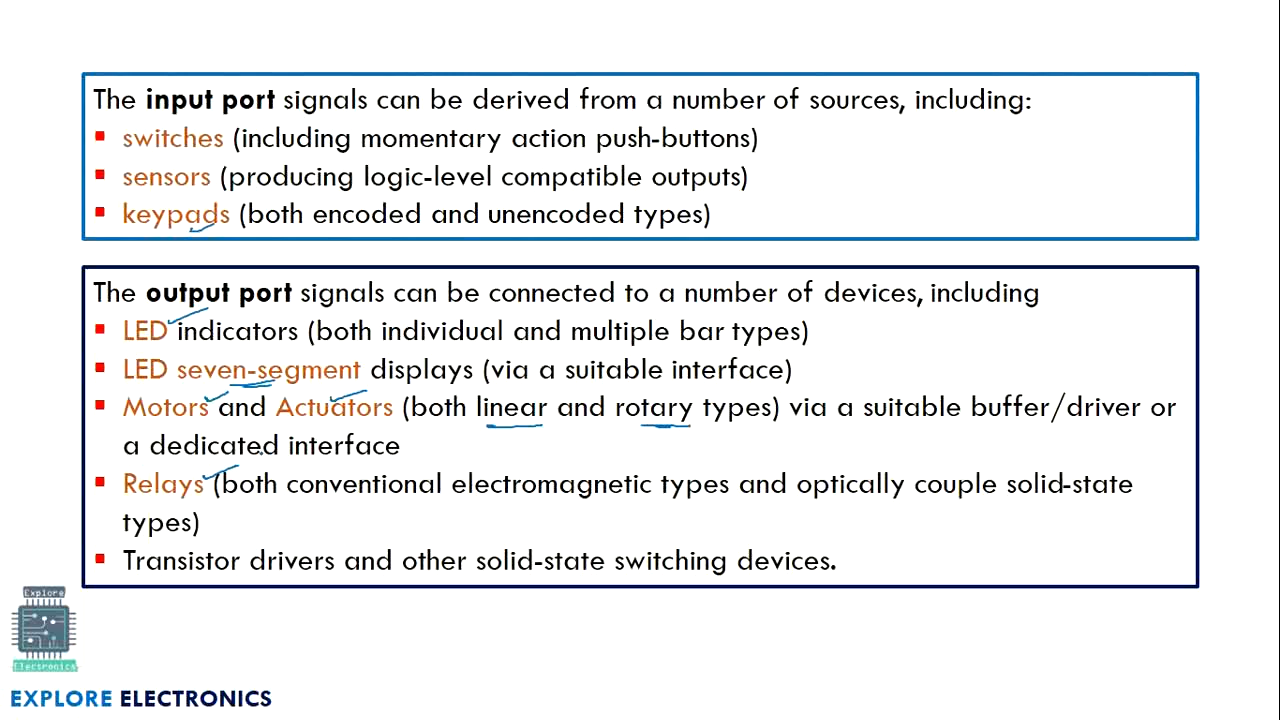 The input port signals can be derived from a number of sources, including:
▪ switches (including momentary action push-buttons)
▪ sensors (producing logic-level compatible outputs)
▪ keypads (both encoded and unencoded types)
The output port signals can be connected to a number of devices, including
▪ LED indicators (both individual and multiple bar types)
▪ LED seven-segment displays (via a suitable interface)
▪ Motors and Actuators (both linear and rotary types) via a suitable buffer/driver or
a dedicated interface
▪ Relays (both conventional electromagnetic types and optically couple solid-state
types)
▪ Transistor drivers and other solid-state switching devices.
Explore
Electronics
EXPLORE ELECTRONICS